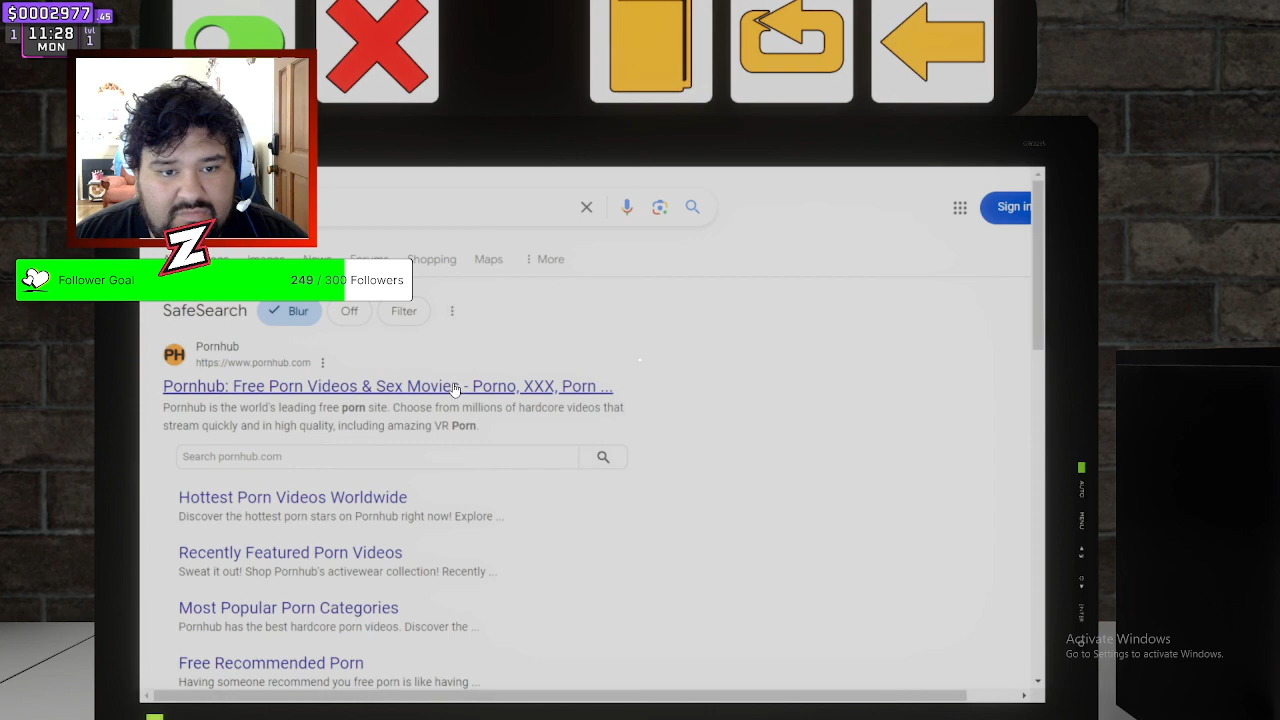 $0002977.45
1 11:28 lvl
MON 1
GROZZS
Sign in
Shopping Maps More
SafeSearch Blur Off Filter
PH Pornhub
https://www.pornhub.com
Pornhub: Free Porn Videos & Sex Movies - Porno, XXX, Porn ...
Pornhub is the world's leading free porn site. Choose from millions of hardcore videos that
stream quickly and in high quality, including amazing VR Porn.
Search pornhub.com
Hottest Porn Videos Worldwide
Discover the hottest porn stars on Pornhub right now! Explore ...
Recently Featured Porn Videos
Sweat it out! Shop Pornhub's activewear collection! Recently ...
Most Popular Porn Categories
Pornhub has the best hardcore porn videos. Discover the ...
Free Recommended Porn
Having someone recommend you free porn is like having ...
Z
Follower Goal 249 / 300 Followers
AUTO
MENU
Activate Windows
Go to Settings to activate Windows.